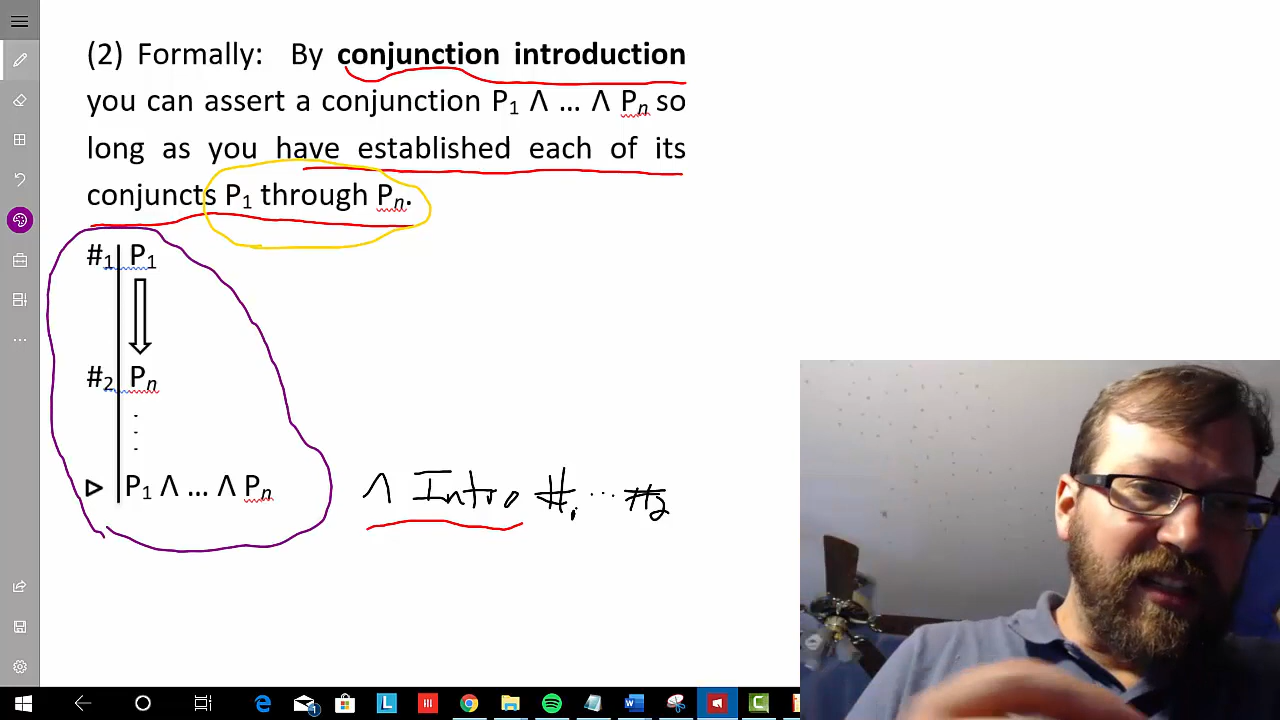 (2) Formally: By conjunction introduction
you can assert a conjunction P₁ ∧ ... ∧ Pₙ so
long as you have established each of its
conjuncts P₁ through Pₙ.
#₁ P₁
#₂ Pₙ
P₁ ∧ ... ∧ Pₙ ∧ Intro #₁ ... #₂